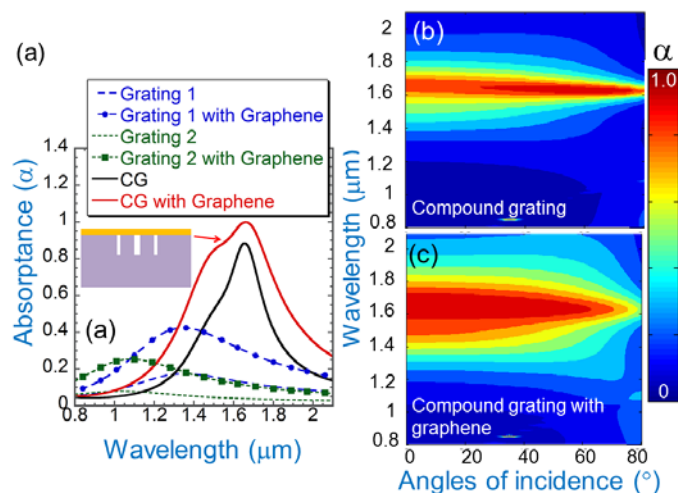 (a)
Grating 1
Grating 1 with Graphene
Grating 2
Grating 2 with Graphene
CG
CG with Graphene
1.4
1.2
1
0.8
0.6
0.4
0.2
0
Absorptance (α)
(a)
0.8 1 1.2 1.4 1.6 1.8 2
Wavelength (μm)
(b)
2
1.8
1.6
1.4
1.2
1
0.8
Compound grating
Wavelength (μm)
(c)
2
1.8
1.6
1.4
1.2
1
0.8
Compound grating with
graphene
0 20 40 60 80
Angles of incidence (°)
α
1.0
0